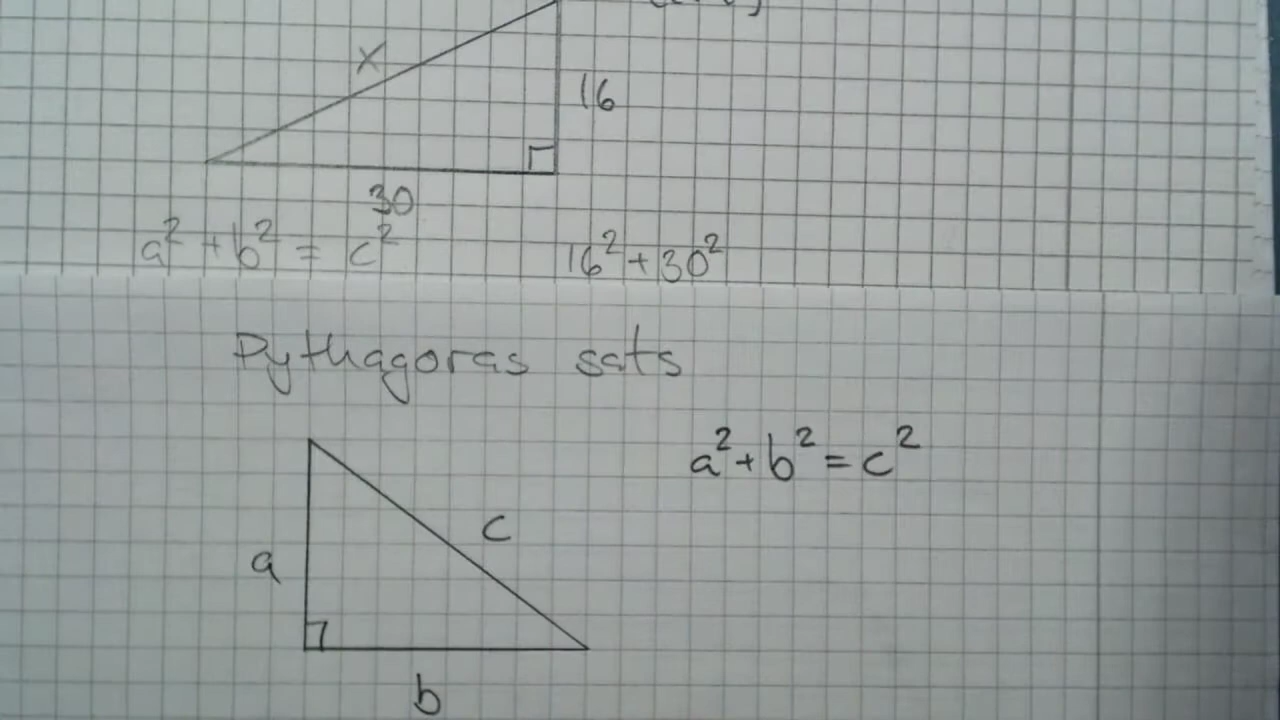 x
16
30
a² + b² = c²
16² + 30²
Pythagoras sats
a² + b² = c²
c
a
b